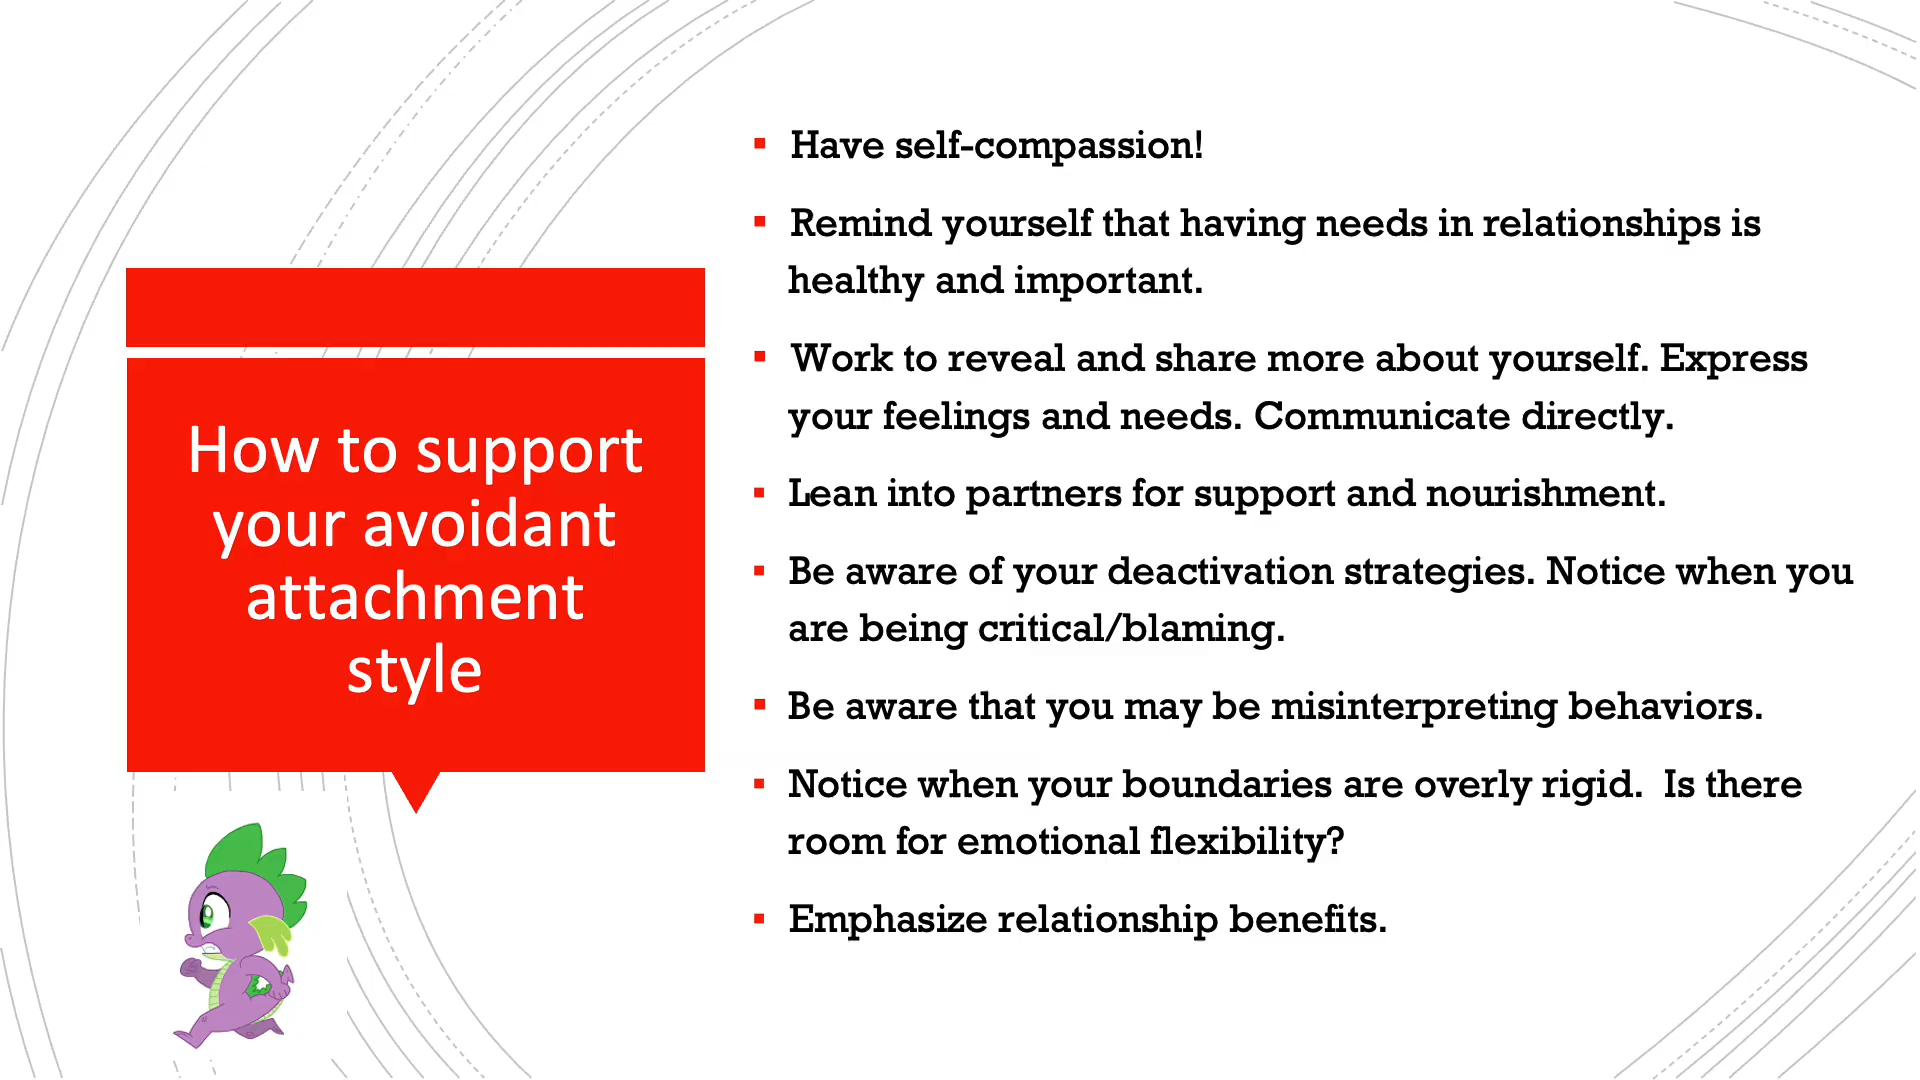 How to support
your avoidant
attachment
style
▪ Have self-compassion!
▪ Remind yourself that having needs in relationships is
healthy and important.
▪ Work to reveal and share more about yourself. Express
your feelings and needs. Communicate directly.
▪ Lean into partners for support and nourishment.
▪ Be aware of your deactivation strategies. Notice when you
are being critical/blaming.
▪ Be aware that you may be misinterpreting behaviors.
▪ Notice when your boundaries are overly rigid.  Is there
room for emotional flexibility?
▪ Emphasize relationship benefits.